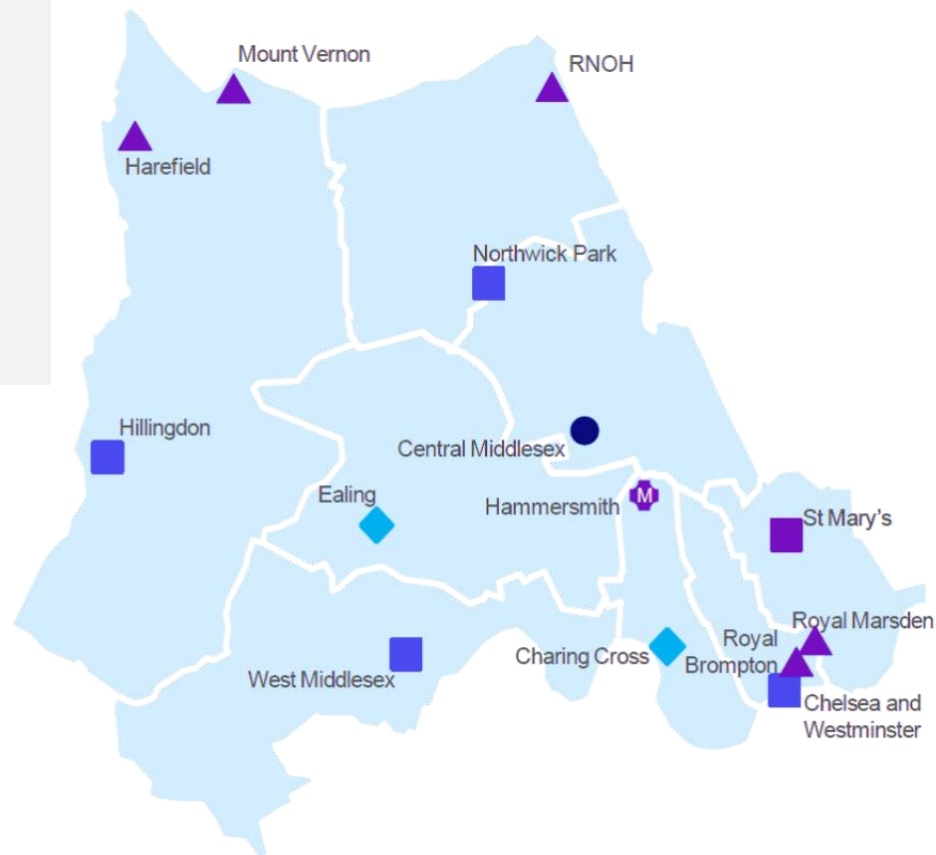 Mount Vernon
RNOH
Harefield
Northwick Park
Hillingdon
Central Middlesex
Ealing
Hammersmith
M
St Mary's
Royal Marsden
Royal
Brompton
Charing Cross
West Middlesex
Chelsea and
Westminster